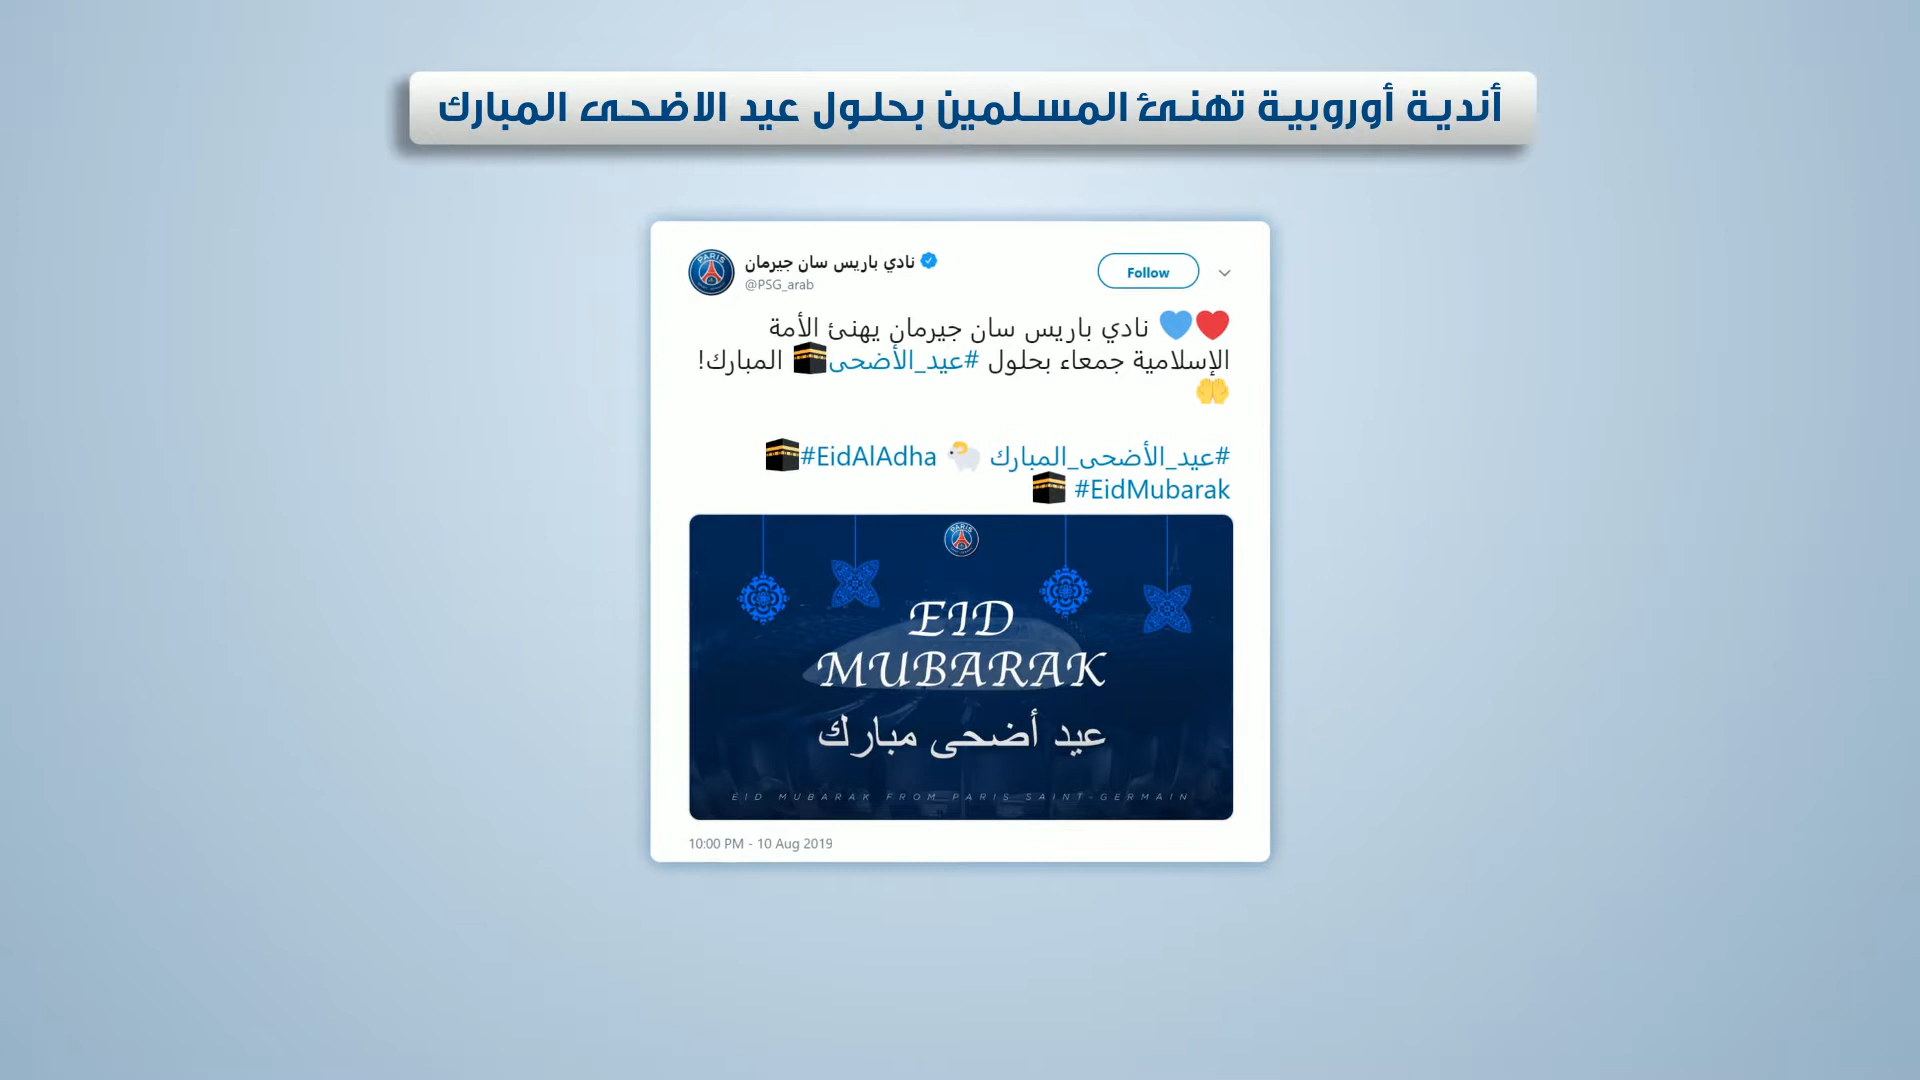 أندية أوروبية تهنئ المسلمين بحلول عيد الاضحى المبارك
نادي باريس سان جيرمان
@PSG_arab
Follow
❤️💙 نادي باريس سان جيرمان يهنئ الأمة
الإسلامية جمعاء بحلول #عيد_الأضحى🕋 المبارك!
🤲
#عيد_الأضحى_المبارك 🐏 #EidAlAdha🕋
#EidMubarak 🕋
PARIS
EID
MUBARAK
عيد أضحى مبارك
EID MUBARAK FROM PARIS SAINT-GERMAIN
10:00 PM - 10 Aug 2019